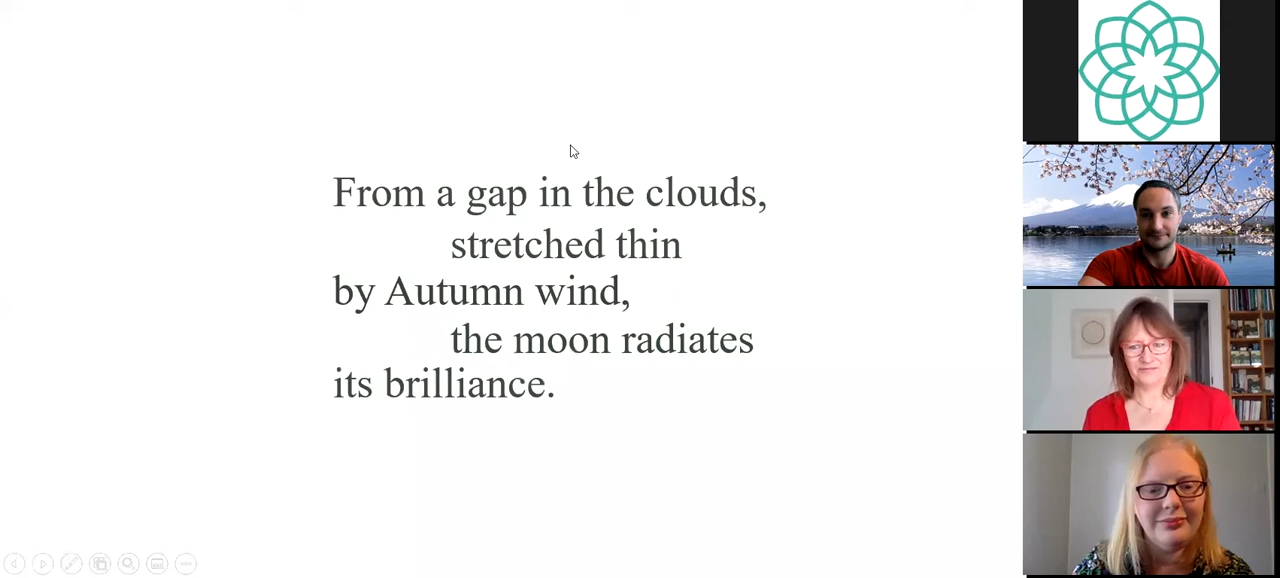 From a gap in the clouds,
stretched thin
by Autumn wind,
the moon radiates
its brilliance.